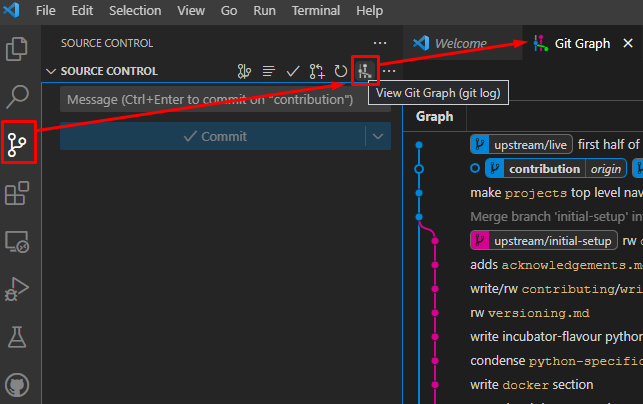 File Edit Selection View Go Run Terminal Help
SOURCE CONTROL
Welcome
Git Graph
SOURCE CONTROL
View Git Graph (git log)
Message (Ctrl+Enter to commit on "contribution")
Commit
Graph
upstream/live first half of
contribution origin
make projects top level nav
Merge branch 'initial-setup' in
upstream/initial-setup rw
adds acknowledgements.m
write/rw contributing/wri
rw versioning.md
write incubator-flavour python
condense python-specific
write docker section